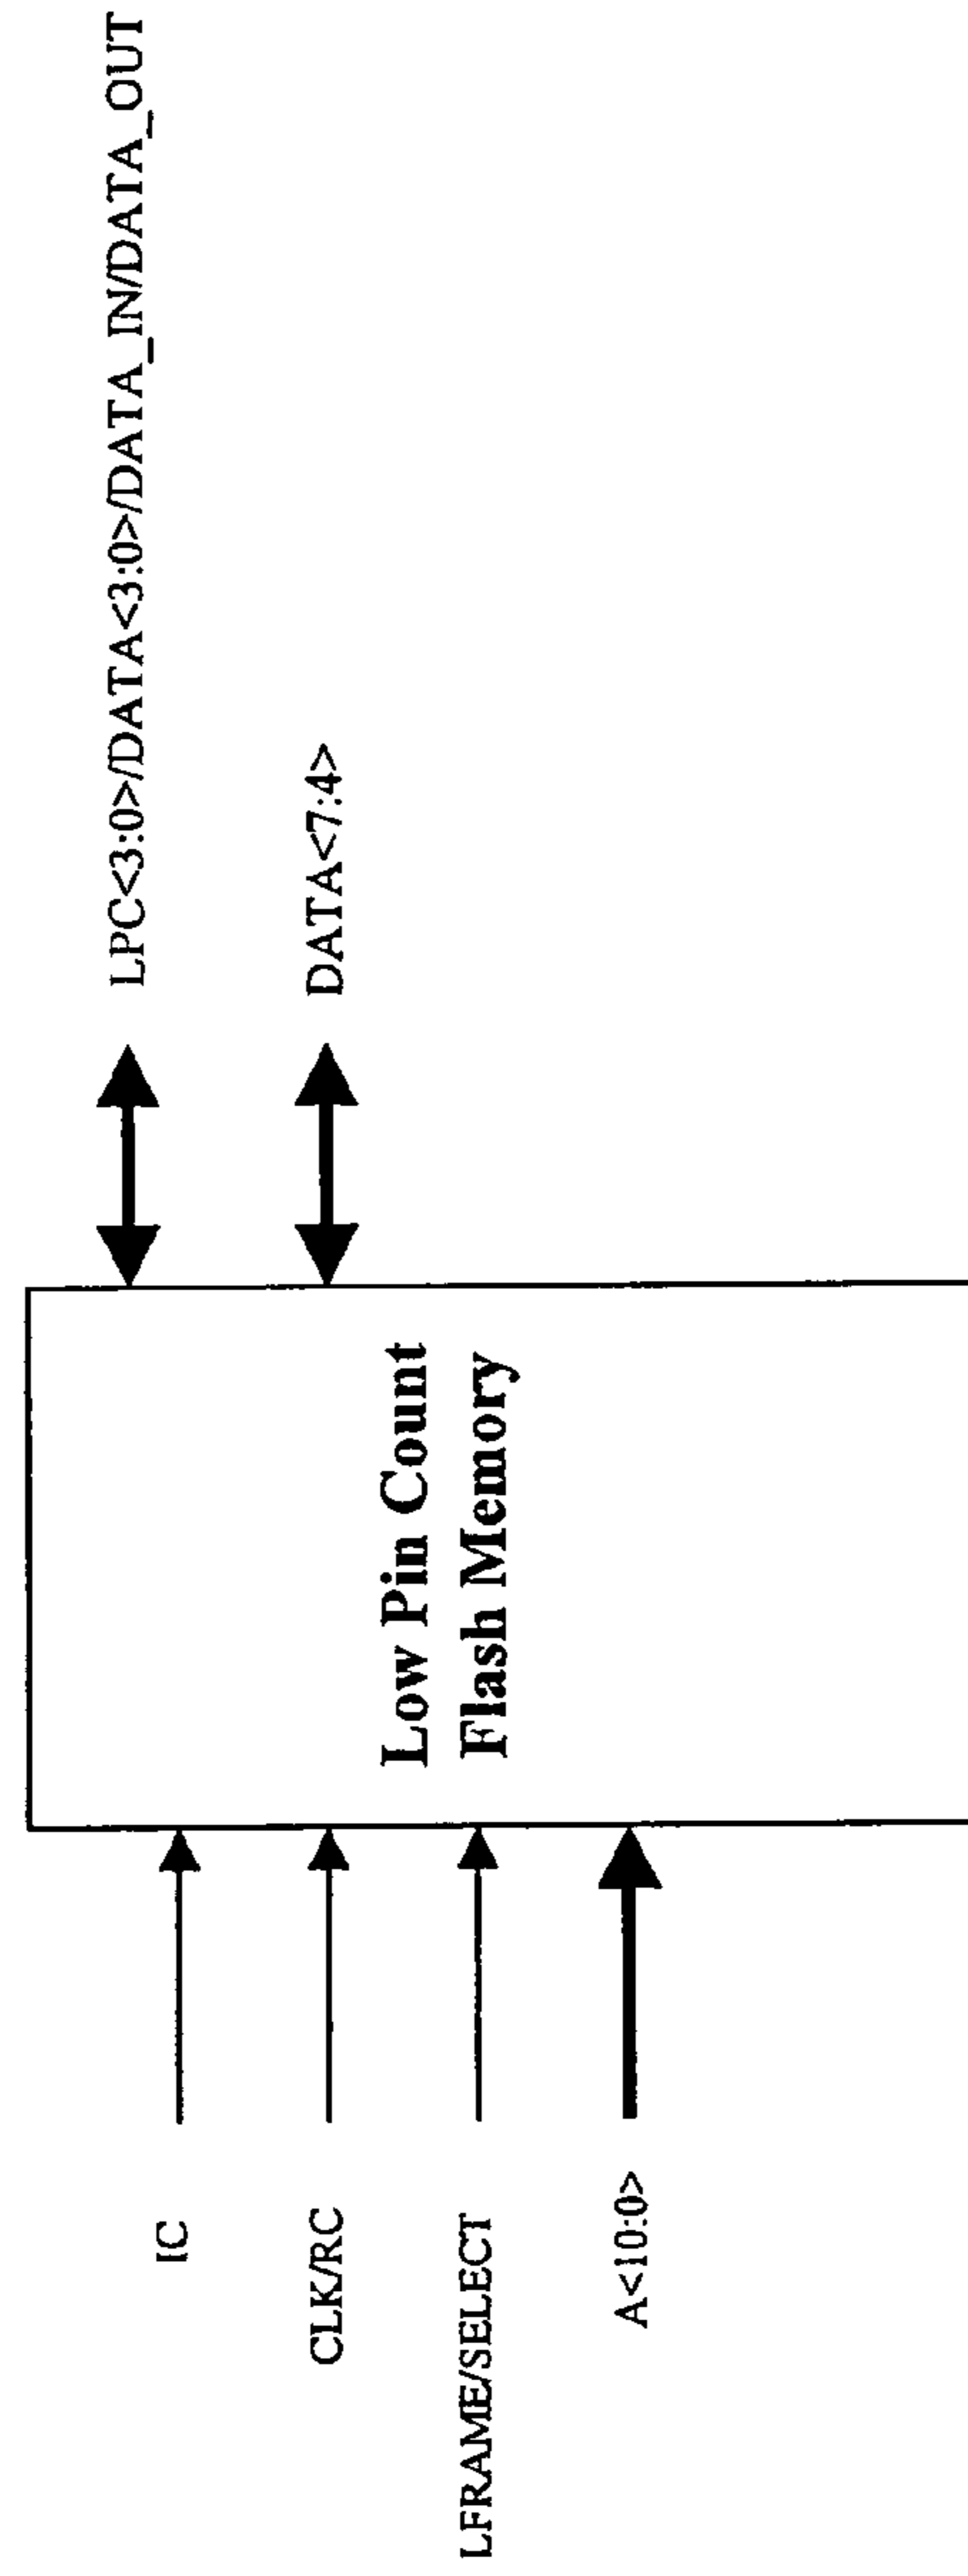 LPC<3:0>/DATA<3:0>/DATA_IN/DATA_OUT
DATA<7:4>
Low Pin Count
Flash Memory
IC
CLK/RC
LFRAME/SELECT
A<10:0>